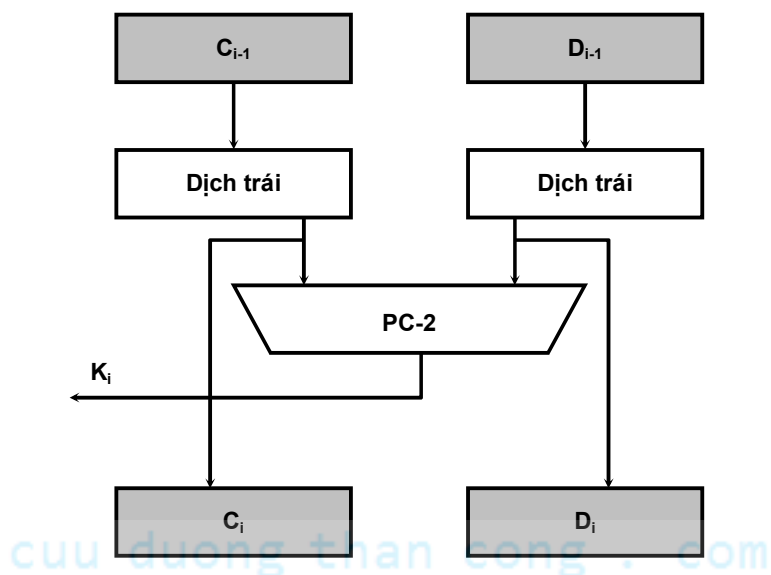 Cᵢ₋₁
Dᵢ₋₁
Dịch trái
Dịch trái
PC-2
Kᵢ
Cᵢ
Dᵢ
cuu duong than cong . com